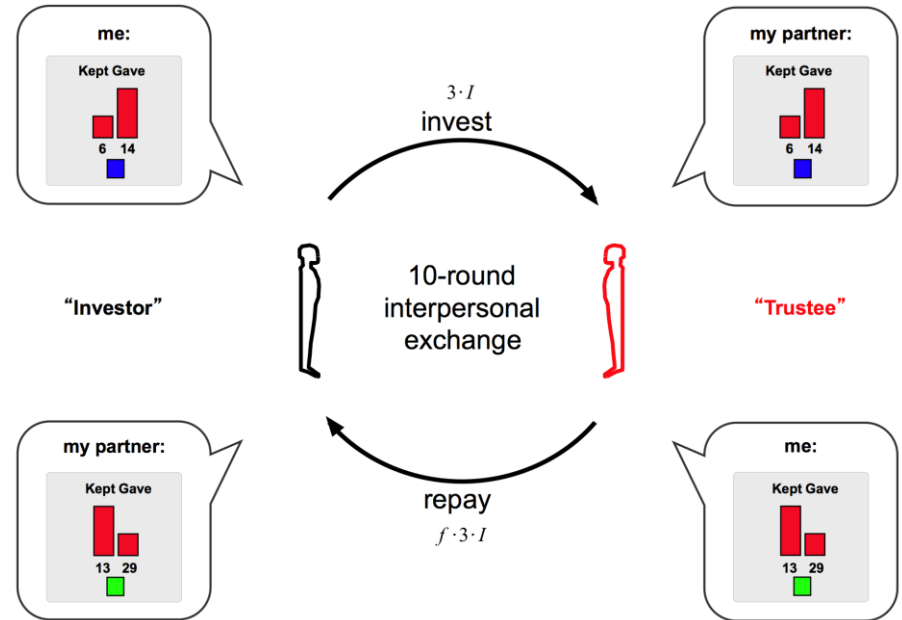 me:
Kept Gave
6 14
my partner:
Kept Gave
6 14
3·I
invest
“Investor”
10-round
interpersonal
exchange
“Trustee”
my partner:
Kept Gave
13 29
me:
Kept Gave
13 29
repay
f·3·I